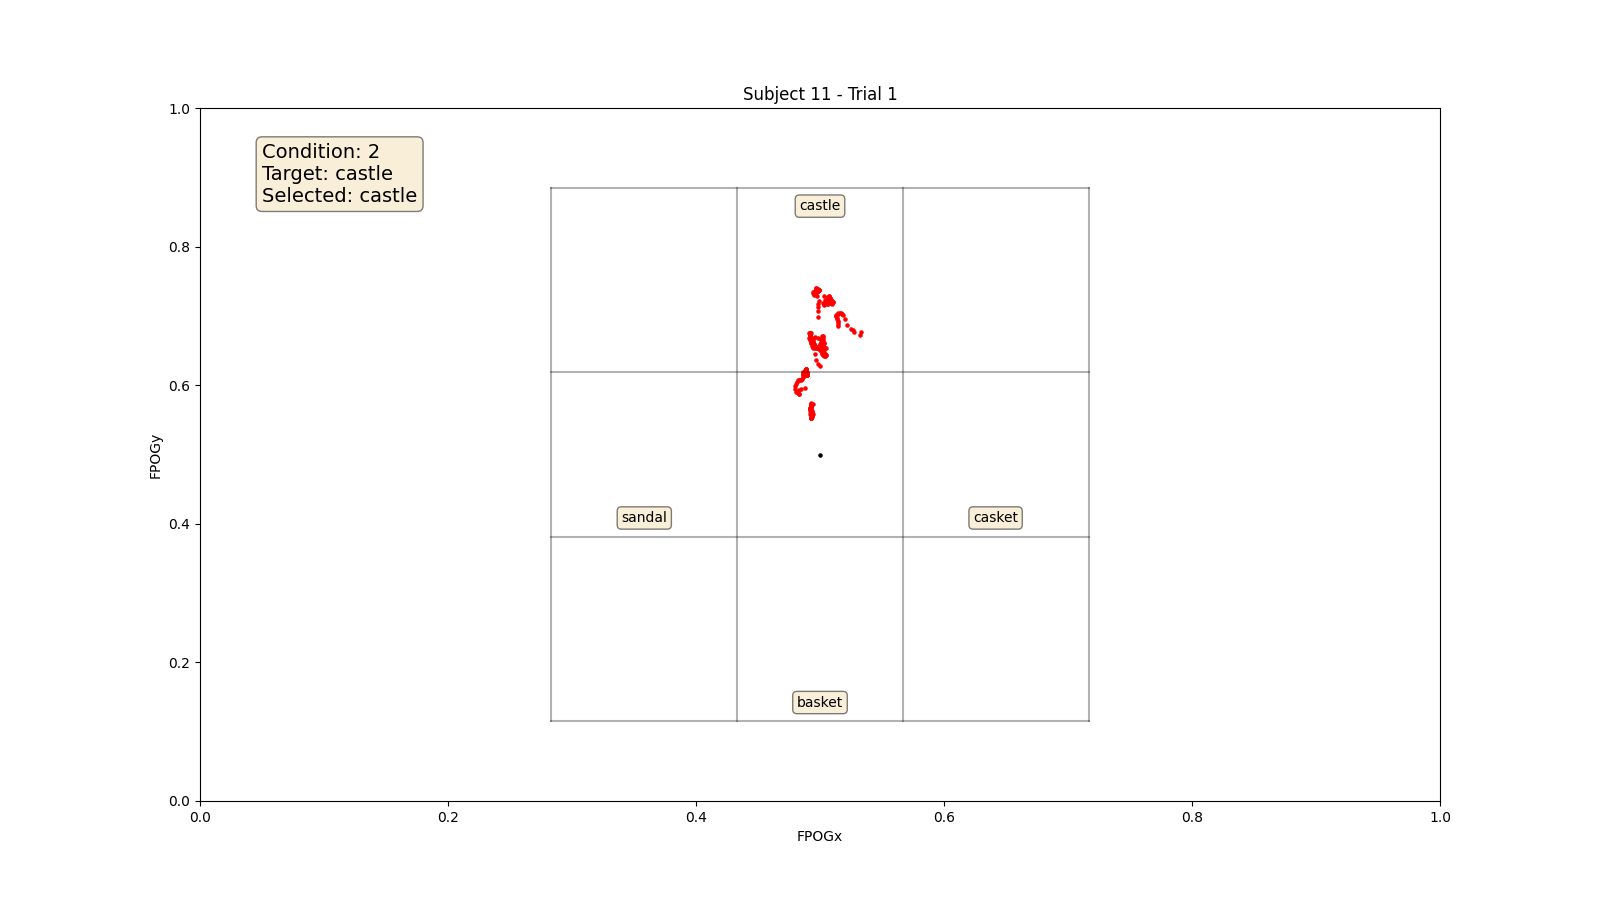 Subject 11 - Trial 1
1.0
Condition: 2
Target: castle
Selected: castle
castle
0.8
0.6
FPOGy
sandal
casket
0.4
basket
0.2
0.0
0.0
0.2
0.4
0.6
0.8
1.0
FPOGx